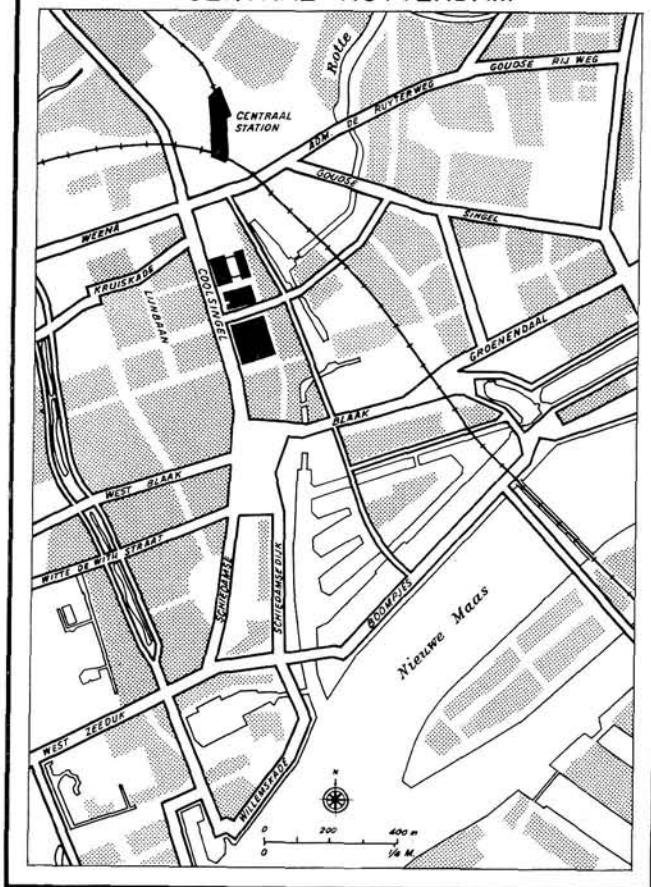 ROTTERDAM
Rotte
GOUDSE RIJ WEG
CENTRAAL
STATION
ADM. DE RUYTERWEG
GOUDSE
SINGEL
WEENA
KRUISKADE
LIJNBAAN
COOLSINGEL
GROENENDAAL
BLAAK
WEST BLAAK
WITTE DE WITH STRAAT
SCHIEDAMSE
SCHIEDAMSEDIJK
BOOMPJES
Nieuwe Maas
WEST ZEEDIJK
WILLEMSKADE
N
0 200 400 m
0 1/4 M.